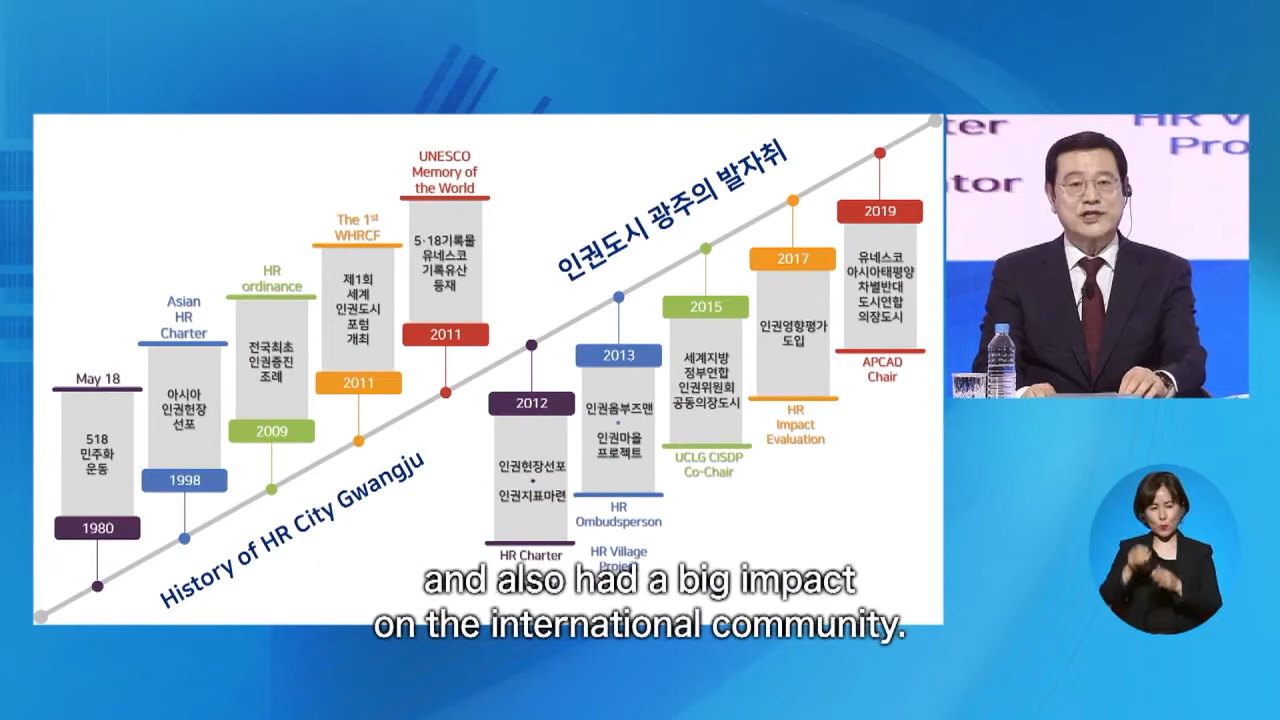 May 18
518
민주화
운동
1980
Asian
HR
Charter
아시아
인권헌장
선포
1998
HR
ordinance
전국최초
인권증진
조례
2009
The 1st
WHRCF
제1회
세계
인권도시
포럼
개최
2011
UNESCO
Memory of
the World
5·18기록물
유네스코
기록유산
등재
2011
2012
인권헌장선포
•
인권지표마련
HR Charter
2013
인권옴부즈맨
•
인권마을
프로젝트
HR
Ombudsperson
HR Village
Project
2015
세계지방
정부연합
인권위원회
공동의장도시
UCLG CISDP
Co-Chair
2017
인권영향평가
도입
HR
Impact
Evaluation
2019
유네스코
아시아태평양
차별반대
도시연합
의장도시
APCAD
Chair
인권도시 광주의 발자취
History of HR City Gwangju
ter
HR V
Pro
tor
and also had a big impact
on the international community.